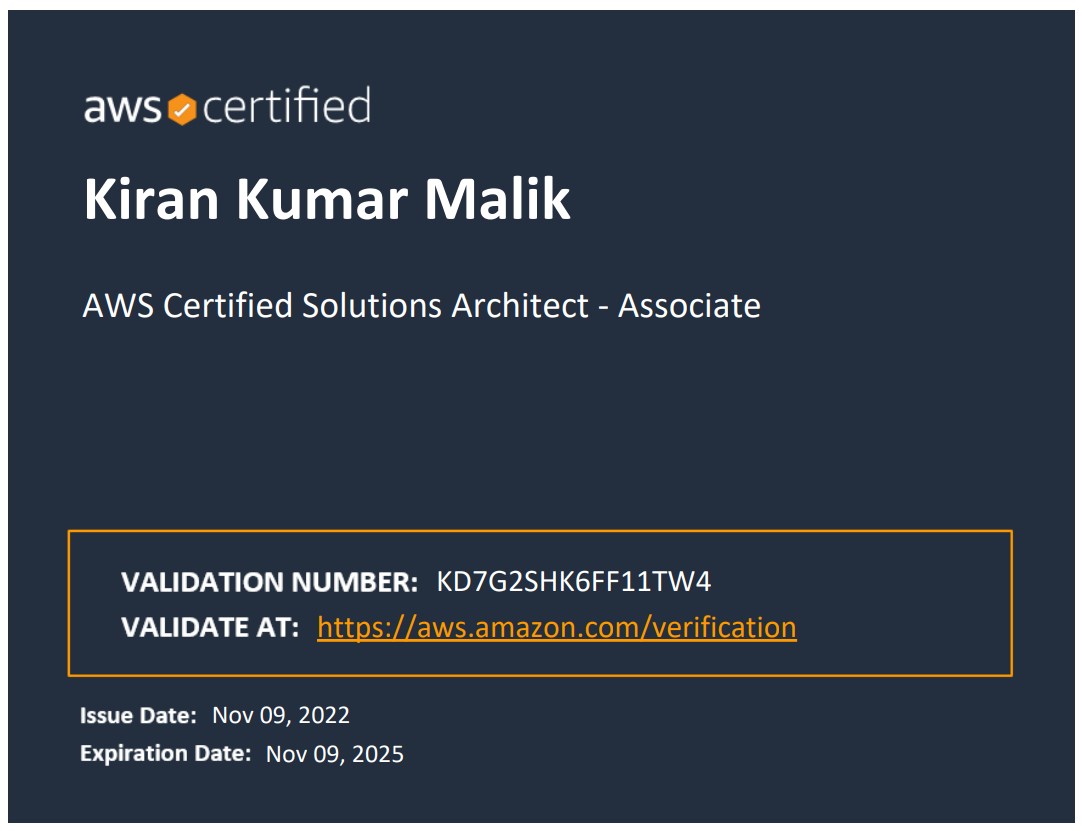 aws certified
Kiran Kumar Malik
AWS Certified Solutions Architect - Associate
VALIDATION NUMBER: KD7G2SHK6FF11TW4
VALIDATE AT: https://aws.amazon.com/verification
Issue Date: Nov 09, 2022
Expiration Date: Nov 09, 2025